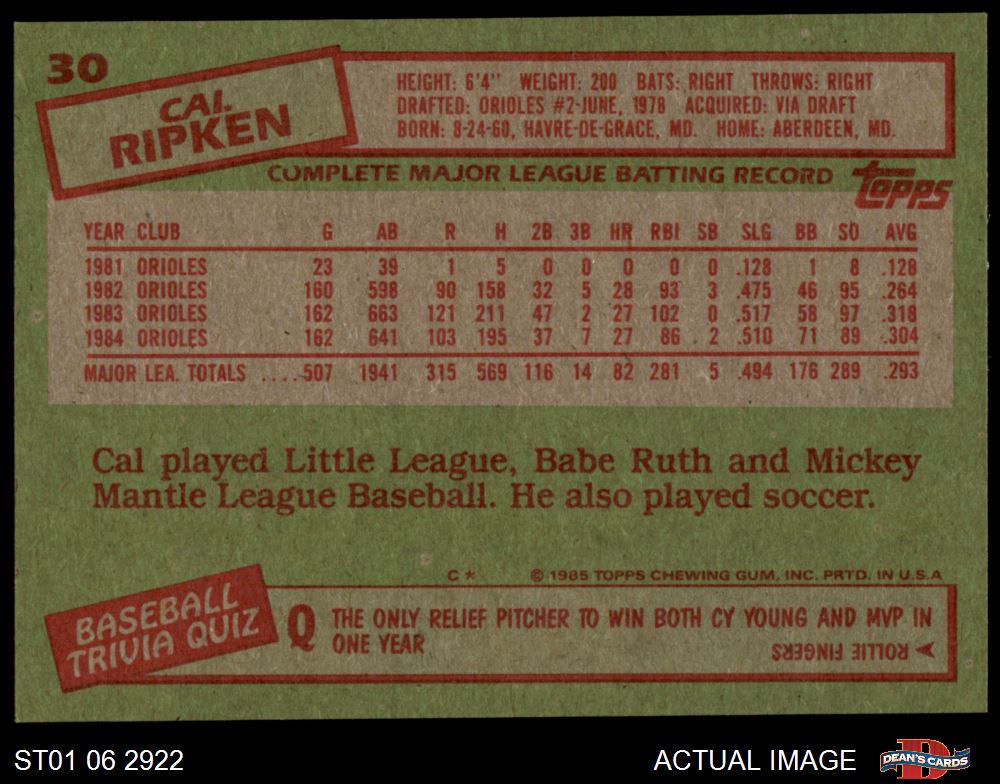 30
CAL
RIPKEN
HEIGHT: 6'4" WEIGHT: 200 BATS: RIGHT THROWS: RIGHT
DRAFTED: ORIOLES #2-JUNE, 1978 ACQUIRED: VIA DRAFT
BORN: 8-24-60, HAVRE-DE-GRACE, MD. HOME: ABERDEEN, MD.
COMPLETE MAJOR LEAGUE BATTING RECORD
topps
YEAR CLUB G AB R H 2B 3B HR RBI SB SLG BB SO AVG
1981 ORIOLES 23 39 1 5 0 0 0 0 0 .128 1 8 .128
1982 ORIOLES 160 598 90 158 32 5 28 93 3 .475 46 95 .264
1983 ORIOLES 162 663 121 211 47 2 27 102 0 .517 58 97 .318
1984 ORIOLES 162 641 103 195 37 7 27 86 2 .510 71 89 .304
MAJOR LEA. TOTALS ....507 1941 315 569 116 14 82 281 5 .494 176 289 .293
Cal played Little League, Babe Ruth and Mickey
Mantle League Baseball. He also played soccer.
C* © 1985 TOPPS CHEWING GUM, INC. PRTD. IN U.S.A
BASEBALL
TRIVIA QUIZ
Q THE ONLY RELIEF PITCHER TO WIN BOTH CY YOUNG AND MVP IN
ONE YEAR
ROLLIE FINGERS
ST01 06 2922
ACTUAL IMAGE
D
DEAN'S CARDS